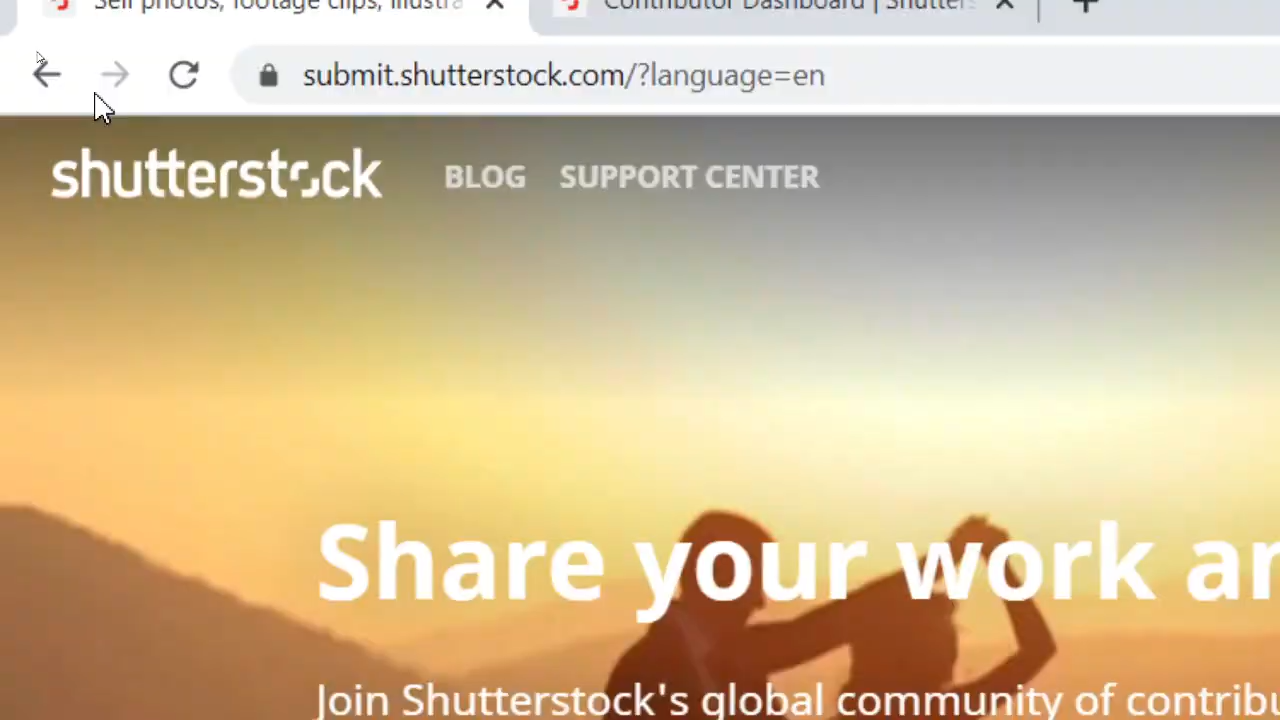 Sell photos, footage clips, illustra
Contributor Dashboard | Shutters
submit.shutterstock.com/?language=en
shutterstock
BLOG
SUPPORT CENTER
Share your work an
Join Shutterstock's global community of contribu